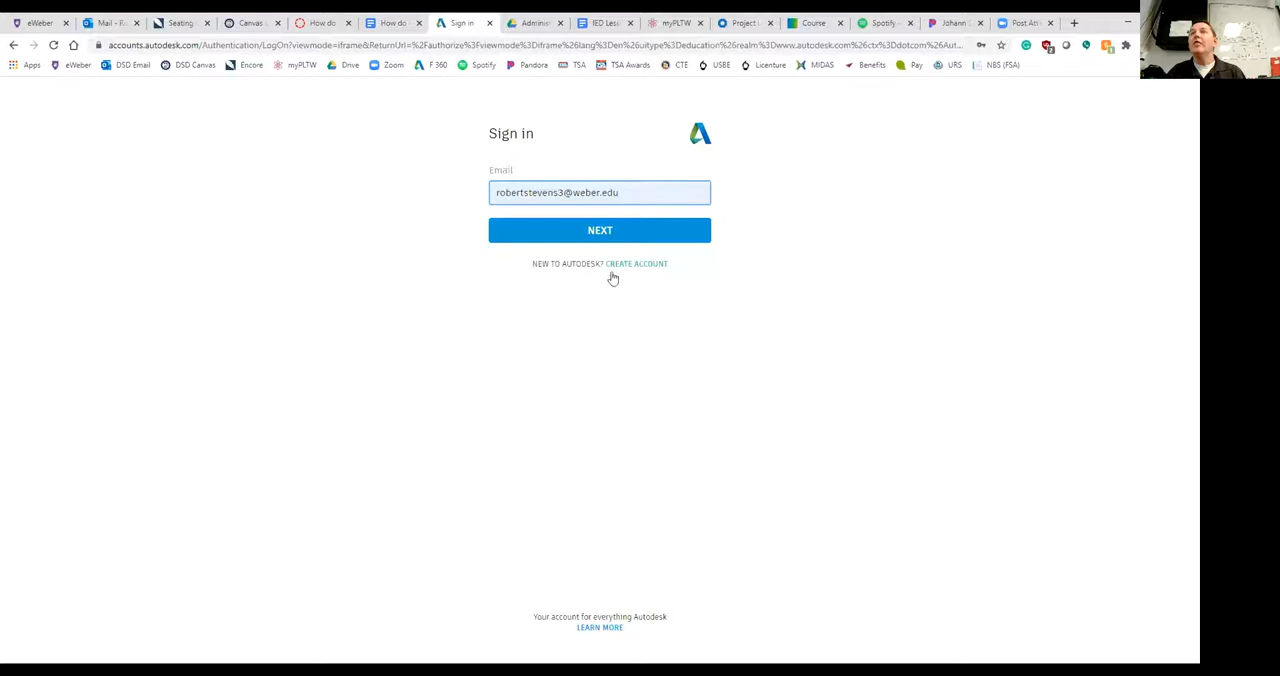 eWeber Mail - R Seating Canvas How do How do Sign in Adminis IED Less myPLTW Project L Course Spotify – Johann Post Att
accounts.autodesk.com/Authentication/LogOn?viewmode=iframe&ReturnUrl=%2Fauthorize%3Fviewmode%3Diframe%26lang%3Den%26uitype%3Deducation%26realm%3Dwww.autodesk.com%26ctx%3Ddotcom%26Aut...
Apps eWeber DSD Email DSD Canvas Encore myPLTW Drive Zoom F 360 Spotify Pandora TSA TSA Awards CTE USBE Licenture MIDAS Benefits Pay URS NBS (FSA)
Sign in
Email
robertstevens3@weber.edu
NEXT
NEW TO AUTODESK? CREATE ACCOUNT
Your account for everything Autodesk
LEARN MORE